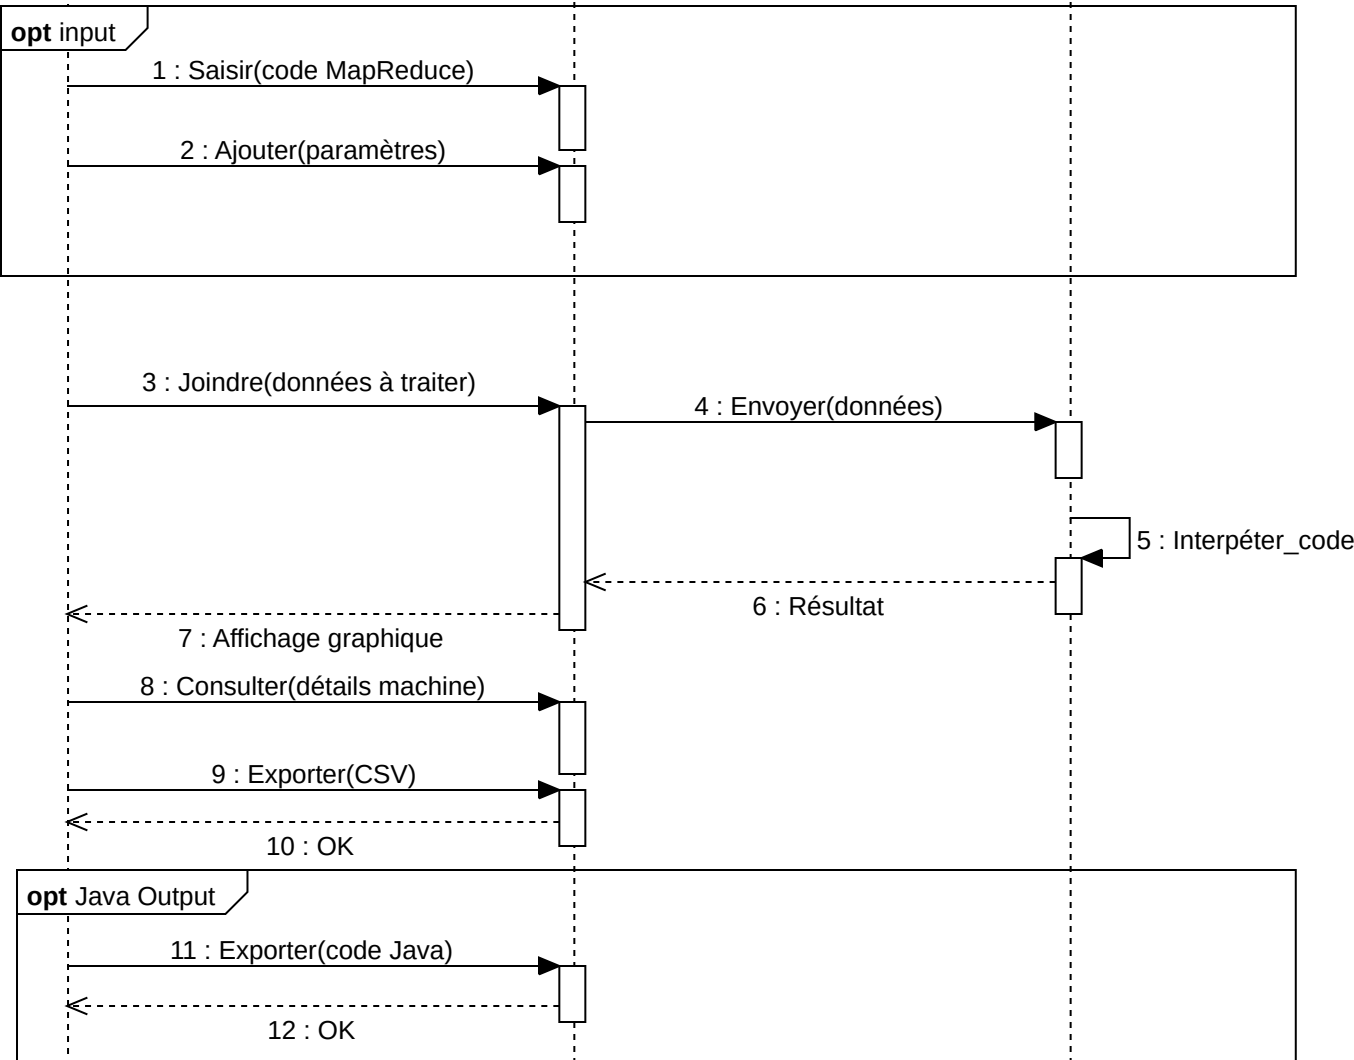 opt input
1 : Saisir(code MapReduce)
2 : Ajouter(paramètres)
3 : Joindre(données à traiter)
4 : Envoyer(données)
5 : Interpéter_code
6 : Résultat
7 : Affichage graphique
8 : Consulter(détails machine)
9 : Exporter(CSV)
10 : OK
opt Java Output
11 : Exporter(code Java)
12 : OK